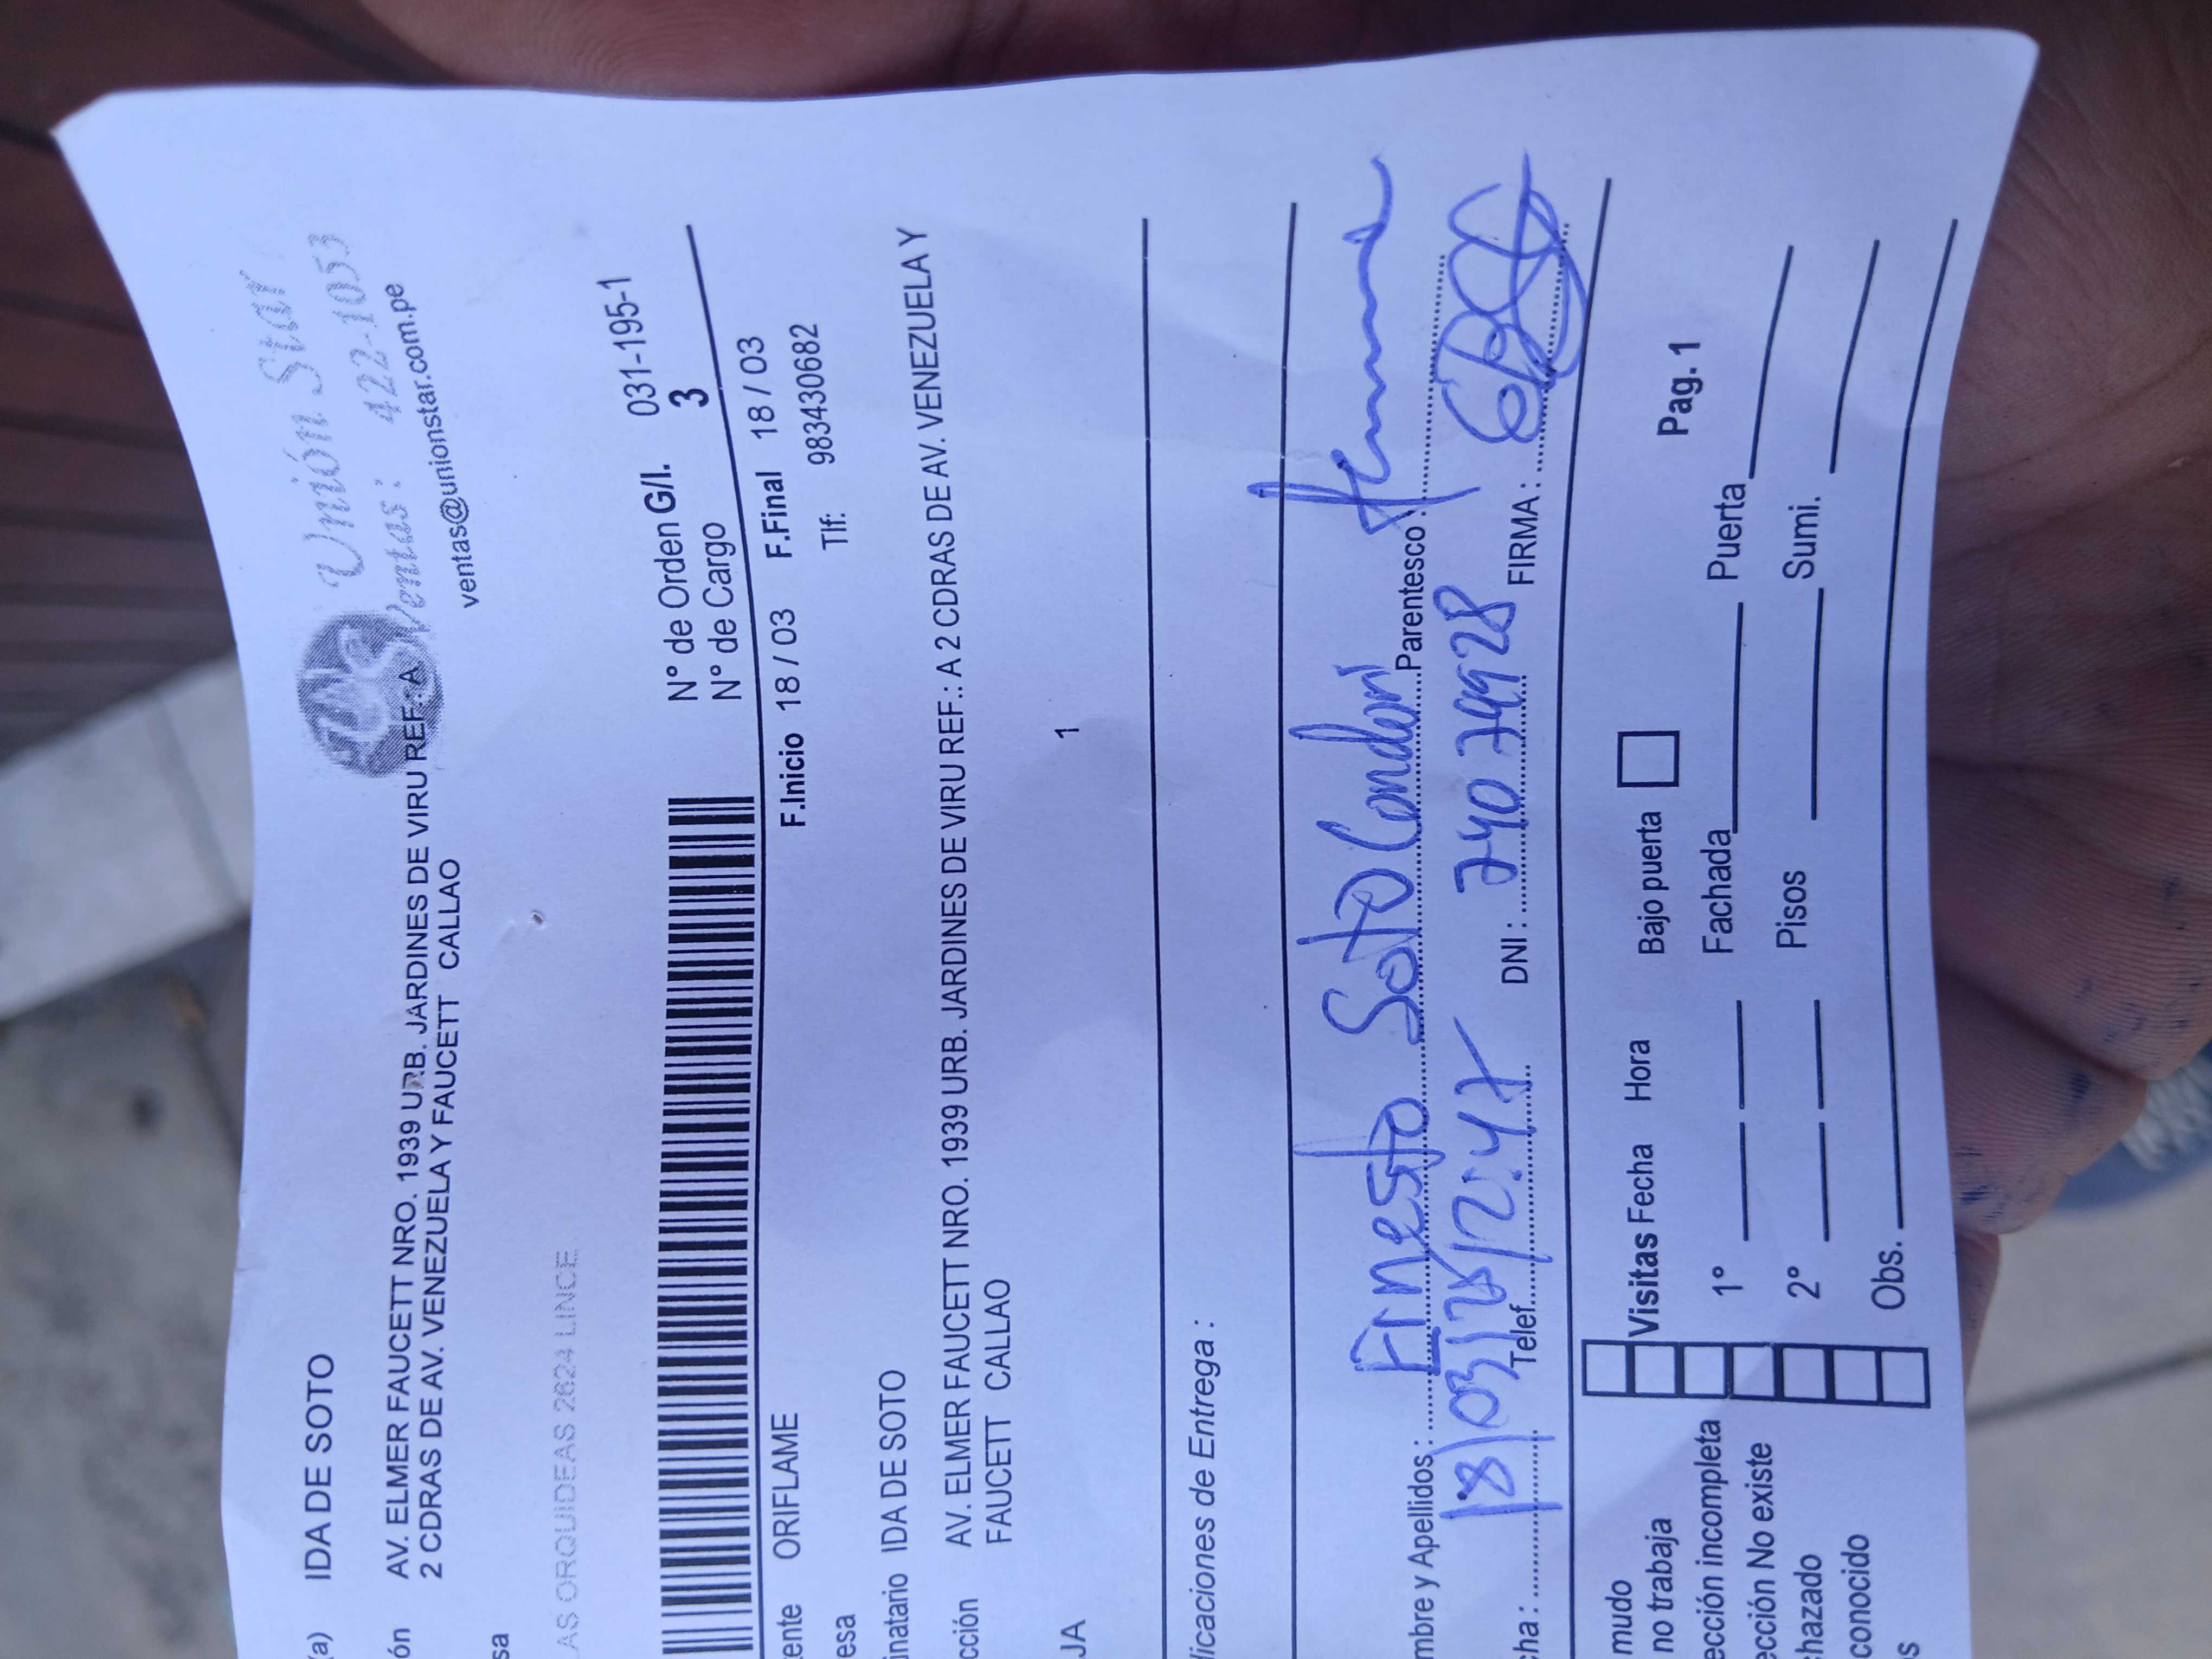 Unión Star
Ventas: 422-1053
ventas@unionstar.com.pe
(a) IDA DE SOTO
ón AV. ELMER FAUCETT NRO. 1939 URB. JARDINES DE VIRU REF.: A
2 CDRAS DE AV. VENEZUELA Y FAUCETT CALLAO
sa
AS ORQUIDEAS 2624 LINCE
N° de Orden G/I. 031-195-1
N° de Cargo 3
F.Inicio 18 / 03 F.Final 18 / 03
ente ORIFLAME Tlf: 983430682
esa
inatario IDA DE SOTO
cción AV. ELMER FAUCETT NRO. 1939 URB. JARDINES DE VIRU REF.: A 2 CDRAS DE AV. VENEZUELA Y
FAUCETT CALLAO
JA 1
dicaciones de Entrega :
mbre y Apellidos : Ernesto Soto Condori Parentesco :
cha : 18/03/28/12:47 Telef. DNI : 74074928 FIRMA :
mudo Visitas Fecha Hora Bajo puerta Pag. 1
no trabaja
ección incompleta 1° Fachada Puerta
ección No existe
hazado 2° Pisos Sumi.
conocido
s Obs.